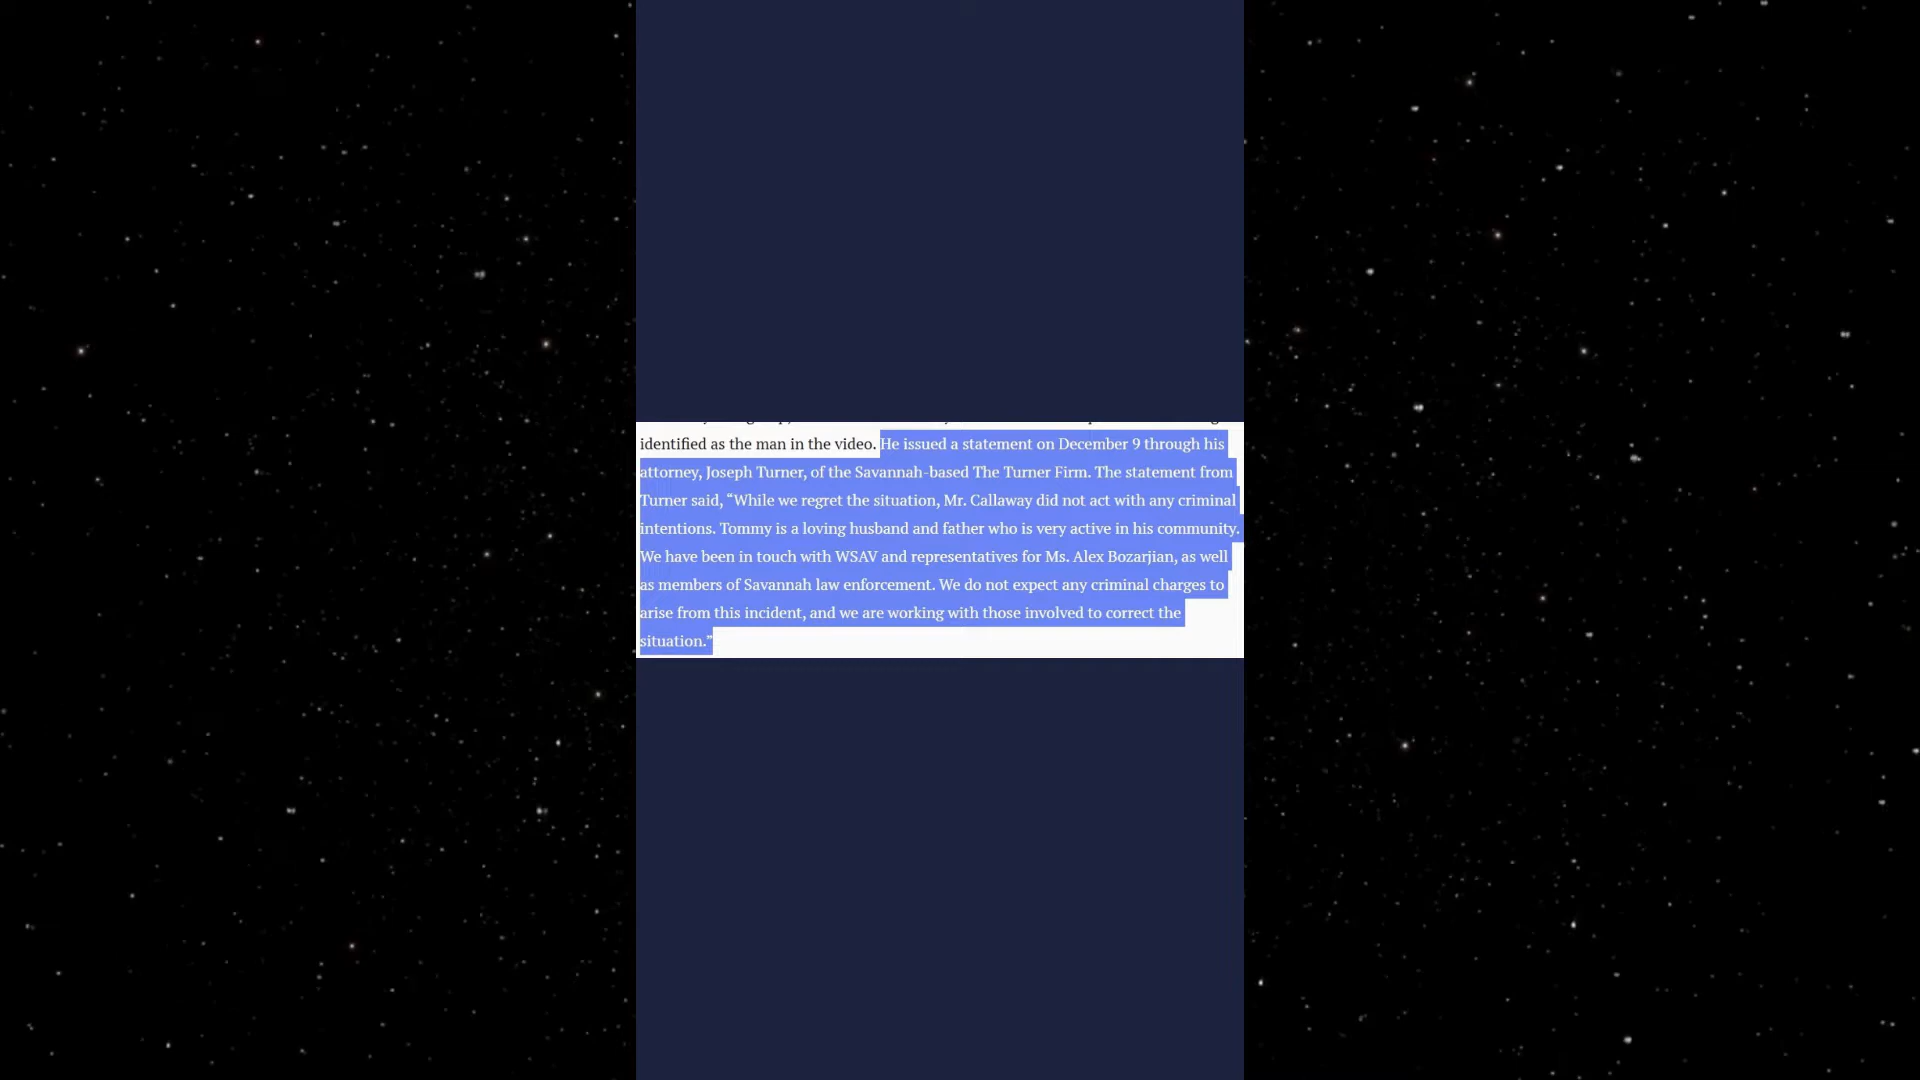 identified as the man in the video. He issued a statement on December 9 through his
attorney, Joseph Turner, of the Savannah-based The Turner Firm. The statement from
Turner said, “While we regret the situation, Mr. Callaway did not act with any criminal
intentions. Tommy is a loving husband and father who is very active in his community.
We have been in touch with WSAV and representatives for Ms. Alex Bozarjian, as well
as members of Savannah law enforcement. We do not expect any criminal charges to
arise from this incident, and we are working with those involved to correct the
situation.”